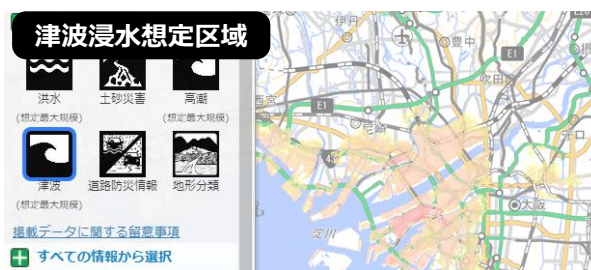 津波浸水想定区域
洪水
土砂災害
高潮
(想定最大規模)
(想定最大規模)
津波
道路防災情報
地形分類
(想定最大規模)
掲載データに関する留意事項
すべての情報から選択
伊丹
豊中
E1
吹田
西宮
E1
尼崎
守口
43
大阪
淀川